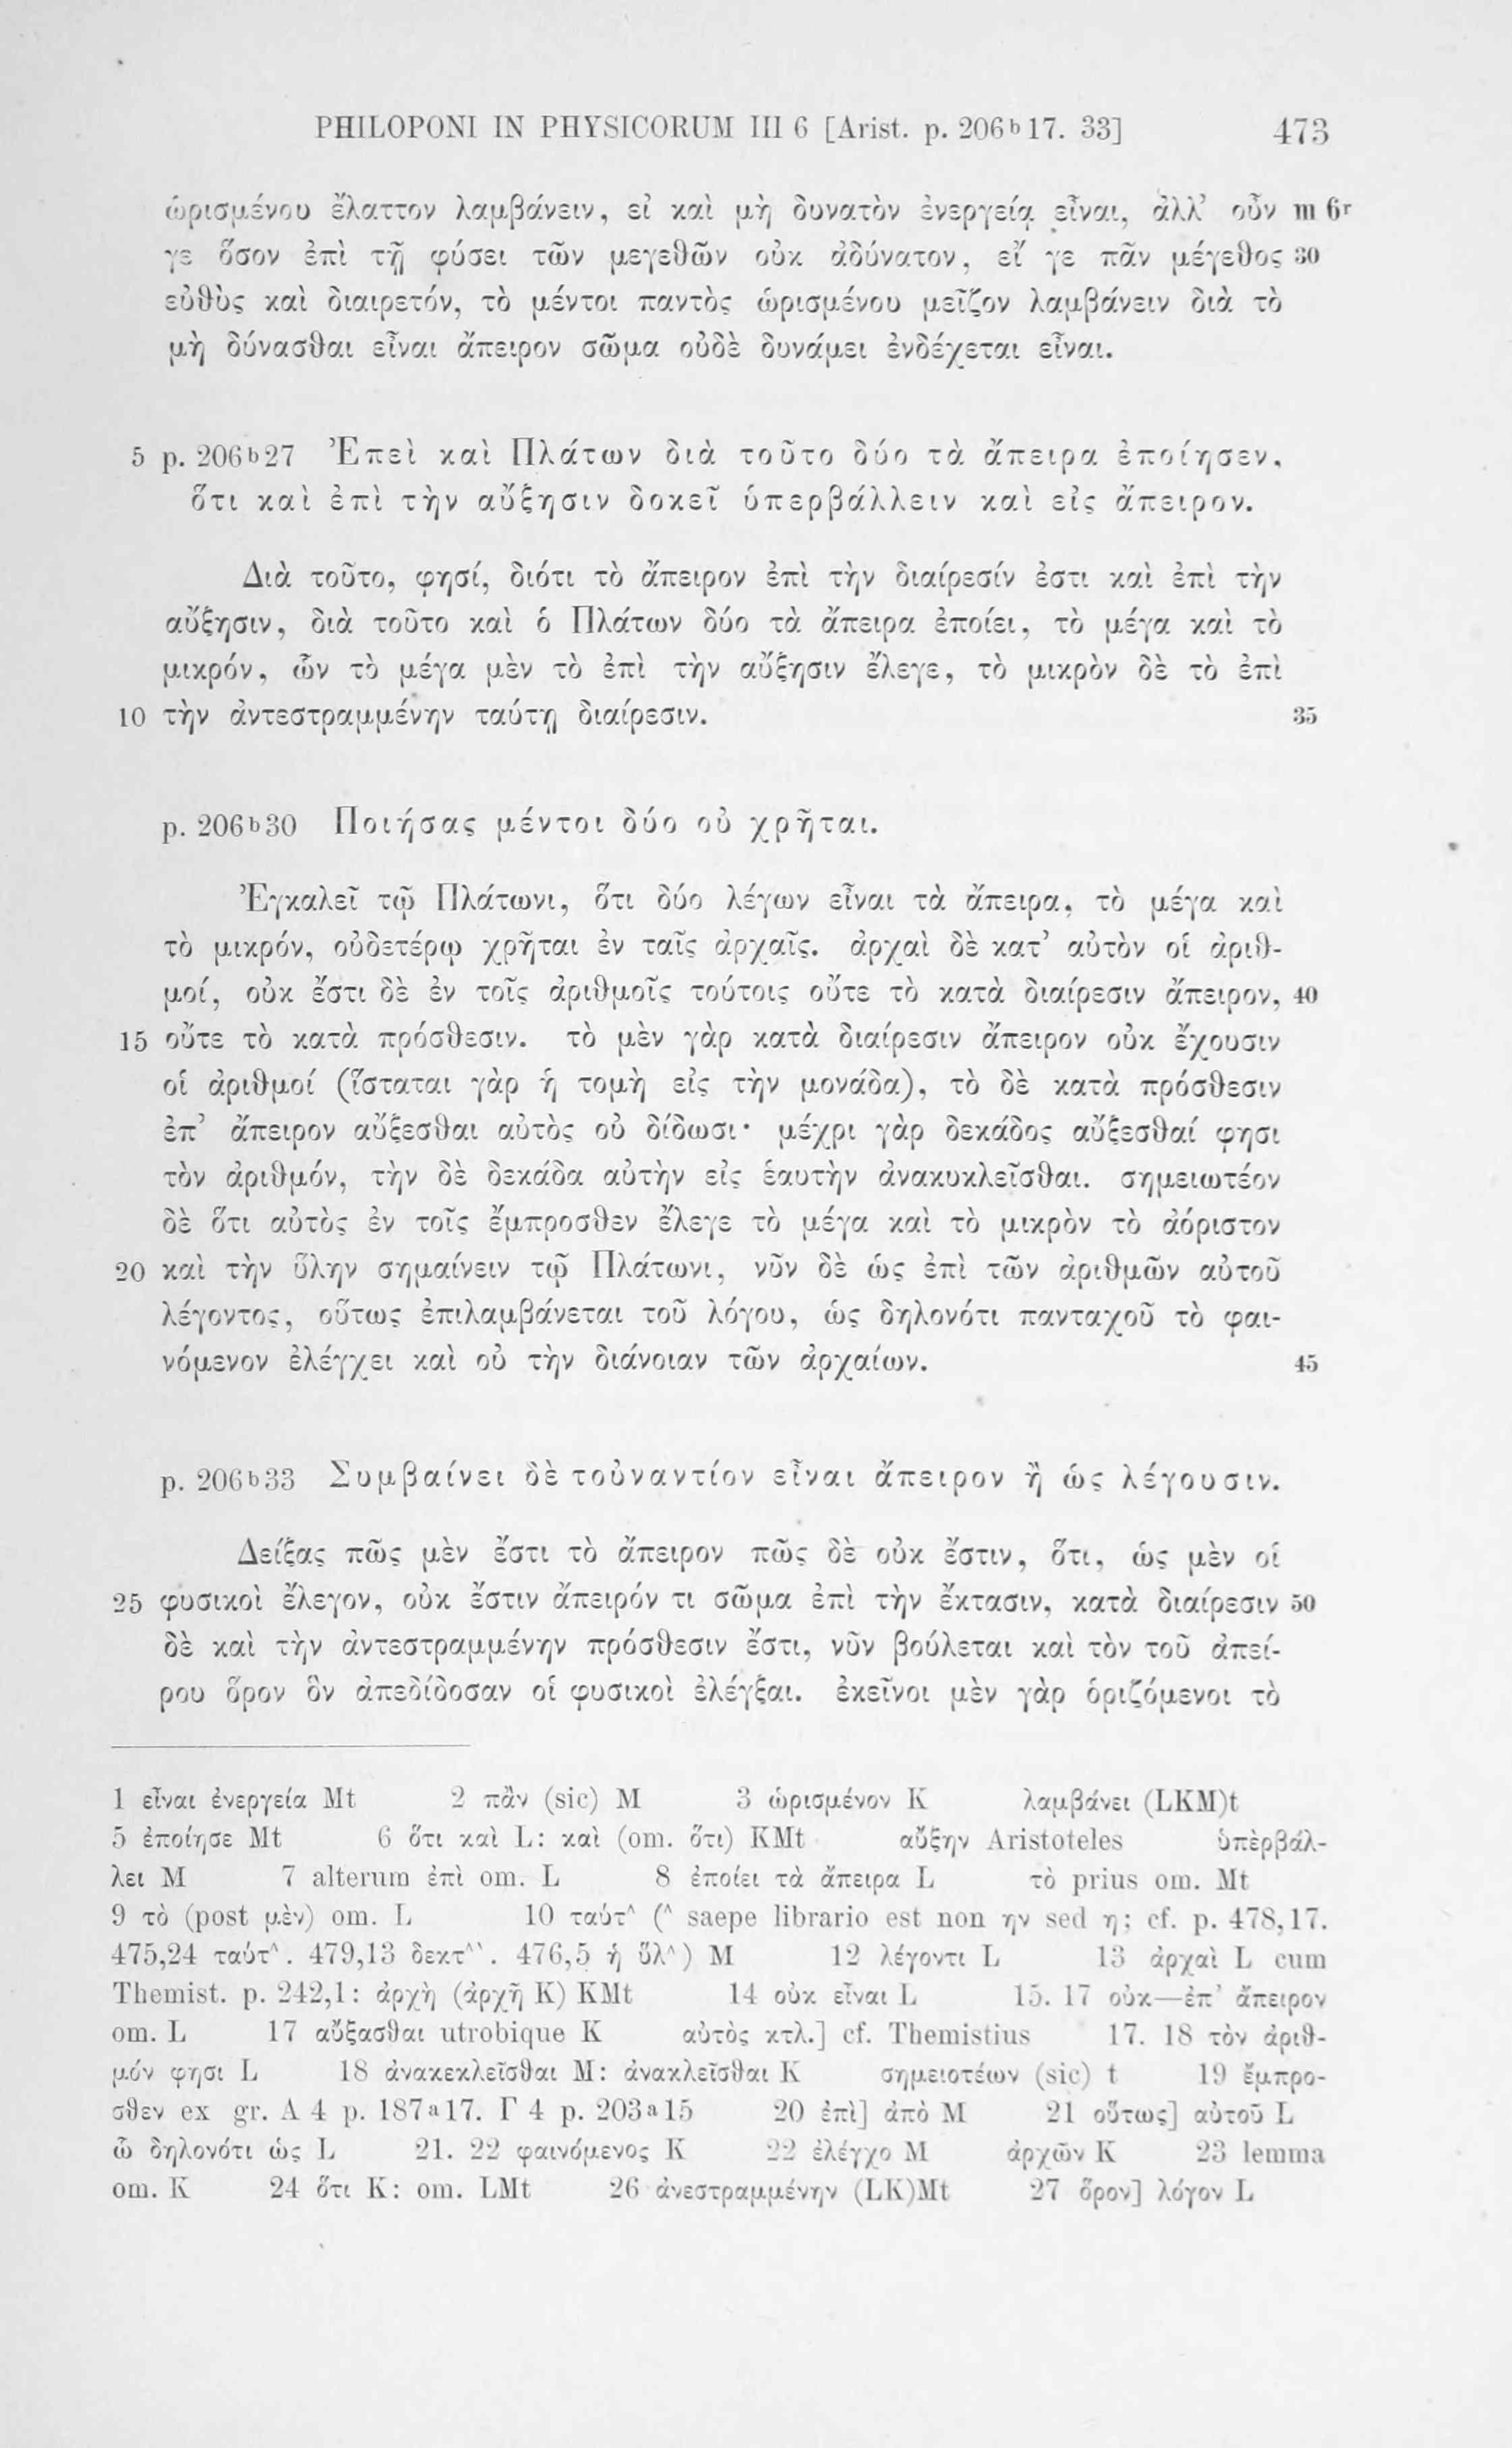 PHILOPONI IN PHYSICORUM III 6 [Arist. p. 206ᵇ17. 33] 473
ὡρισμένου ἔλαττον λαμβάνειν, εἰ καὶ μὴ δυνατὸν ἐνεργείᾳ εἶναι, ἀλλ’ οὖν m 6ʳ
γε ὅσον ἐπὶ τῇ φύσει τῶν μεγεθῶν οὐκ ἀδύνατον, εἴ γε πᾶν μέγεθος 30
εὐθὺς καὶ διαιρετόν, τὸ μέντοι παντὸς ὡρισμένου μεῖζον λαμβάνειν διὰ τὸ
μὴ δύνασθαι εἶναι ἄπειρον σῶμα οὐδὲ δυνάμει ἐνδέχεται εἶναι.
5 p. 206ᵇ27 Ἐπεὶ καὶ Πλάτων διὰ τοῦτο δύο τὰ ἄπειρα ἐποίησεν,
ὅτι καὶ ἐπὶ τὴν αὔξησιν δοκεῖ ὑπερβάλλειν καὶ εἰς ἄπειρον.
Διὰ τοῦτο, φησί, διότι τὸ ἄπειρον ἐπὶ τὴν διαίρεσίν ἐστι καὶ ἐπὶ τὴν
αὔξησιν, διὰ τοῦτο καὶ ὁ Πλάτων δύο τὰ ἄπειρα ἐποίει, τὸ μέγα καὶ τὸ
μικρόν, ὧν τὸ μέγα μὲν τὸ ἐπὶ τὴν αὔξησιν ἔλεγε, τὸ μικρὸν δὲ τὸ ἐπὶ
10 τὴν ἀντεστραμμένην ταύτῃ διαίρεσιν. 35
p. 206ᵇ30 Ποιήσας μέντοι δύο οὐ χρῆται.
Ἐγκαλεῖ τῷ Πλάτωνι, ὅτι δύο λέγων εἶναι τὰ ἄπειρα, τὸ μέγα καὶ
τὸ μικρόν, οὐδετέρῳ χρῆται ἐν ταῖς ἀρχαῖς. ἀρχαὶ δὲ κατ’ αὐτὸν οἱ ἀριθ-
μοί, οὐκ ἔστι δὲ ἐν τοῖς ἀριθμοῖς τούτοις οὔτε τὸ κατὰ διαίρεσιν ἄπειρον, 40
15 οὔτε τὸ κατὰ πρόσθεσιν. τὸ μὲν γὰρ κατὰ διαίρεσιν ἄπειρον οὐκ ἔχουσιν
οἱ ἀριθμοί (ἵσταται γὰρ ἡ τομὴ εἰς τὴν μονάδα), τὸ δὲ κατὰ πρόσθεσιν
ἐπ’ ἄπειρον αὔξεσθαι αὐτὸς οὐ δίδωσι· μέχρι γὰρ δεκάδος αὔξεσθαί φησι
τὸν ἀριθμόν, τὴν δὲ δεκάδα αὐτὴν εἰς ἑαυτὴν ἀνακυκλεῖσθαι. σημειωτέον
δὲ ὅτι αὐτὸς ἐν τοῖς ἔμπροσθεν ἔλεγε τὸ μέγα καὶ τὸ μικρὸν τὸ ἀόριστον
20 καὶ τὴν ὕλην σημαίνειν τῷ Πλάτωνι, νῦν δὲ ὡς ἐπὶ τῶν ἀριθμῶν αὐτοῦ
λέγοντος, οὕτως ἐπιλαμβάνεται τοῦ λόγου, ὡς δηλονότι πανταχοῦ τὸ φαι-
νόμενον ἐλέγχει καὶ οὐ τὴν διάνοιαν τῶν ἀρχαίων. 45
p. 206ᵇ33 Συμβαίνει δὲ τοὐναντίον εἶναι ἄπειρον ἢ ὡς λέγουσιν.
Δείξας πῶς μὲν ἔστι τὸ ἄπειρον πῶς δὲ οὐκ ἔστιν, ὅτι, ὡς μὲν οἱ
25 φυσικοὶ ἔλεγον, οὐκ ἔστιν ἄπειρόν τι σῶμα ἐπὶ τὴν ἔκτασιν, κατὰ διαίρεσιν 50
δὲ καὶ τὴν ἀντεστραμμένην πρόσθεσιν ἔστι, νῦν βούλεται καὶ τὸν τοῦ ἀπεί-
ρου ὅρον ὃν ἀπεδίδοσαν οἱ φυσικοὶ ἐλέγξαι. ἐκεῖνοι μὲν γὰρ ὁριζόμενοι τὸ
1 εἶναι ἐνεργεία Mt 2 πὰν (sic) M 3 ὡρισμένον K λαμβάνει (LKM)t
5 ἐποίησε Mt 6 ὅτι καὶ L: καὶ (om. ὅτι) KMt αὔξην Aristoteles ὑπὲρβάλ-
λει M 7 alterum ἐπὶ om. L 8 ἐποίει τὰ ἄπειρα L τὸ prius om. Mt
9 τὸ (post μὲν) om. L 10 ταύτ^ (^ saepe librario est non ην sed η; cf. p. 478,17.
475,24 ταύτ^. 479,13 δεκτ^`. 476,5 ἡ ὕλ^) M 12 λέγοντι L 13 ἀρχαὶ L cum
Themist. p. 242,1: ἀρχὴ (ἀρχῆ K) KMt 14 οὐκ εἶναι L 15. 17 οὐκ—ἐπ’ ἄπειρον
om. L 17 αὔξασθαι utrobique K αὐτὸς κτλ.] cf. Themistius 17. 18 τὸν ἀριθ-
μόν φησι L 18 ἀνακεκλεῖσθαι M: ἀνακλεῖσθαι K σημειοτέων (sic) t 19 ἔμπρο-
σθεν ex gr. A 4 p. 187ᵃ17. Γ 4 p. 203ᵃ15 20 ἐπὶ] ἀπὸ M 21 οὕτως] αὐτοῦ L
ὦ δηλονότι ὡς L 21. 22 φαινόμενος K 22 ἐλέγχο M ἀρχῶν K 23 lemma
om. K 24 ὅτι K: om. LMt 26 ἀνεστραμμένην (LK)Mt 27 ὅρον] λόγον L